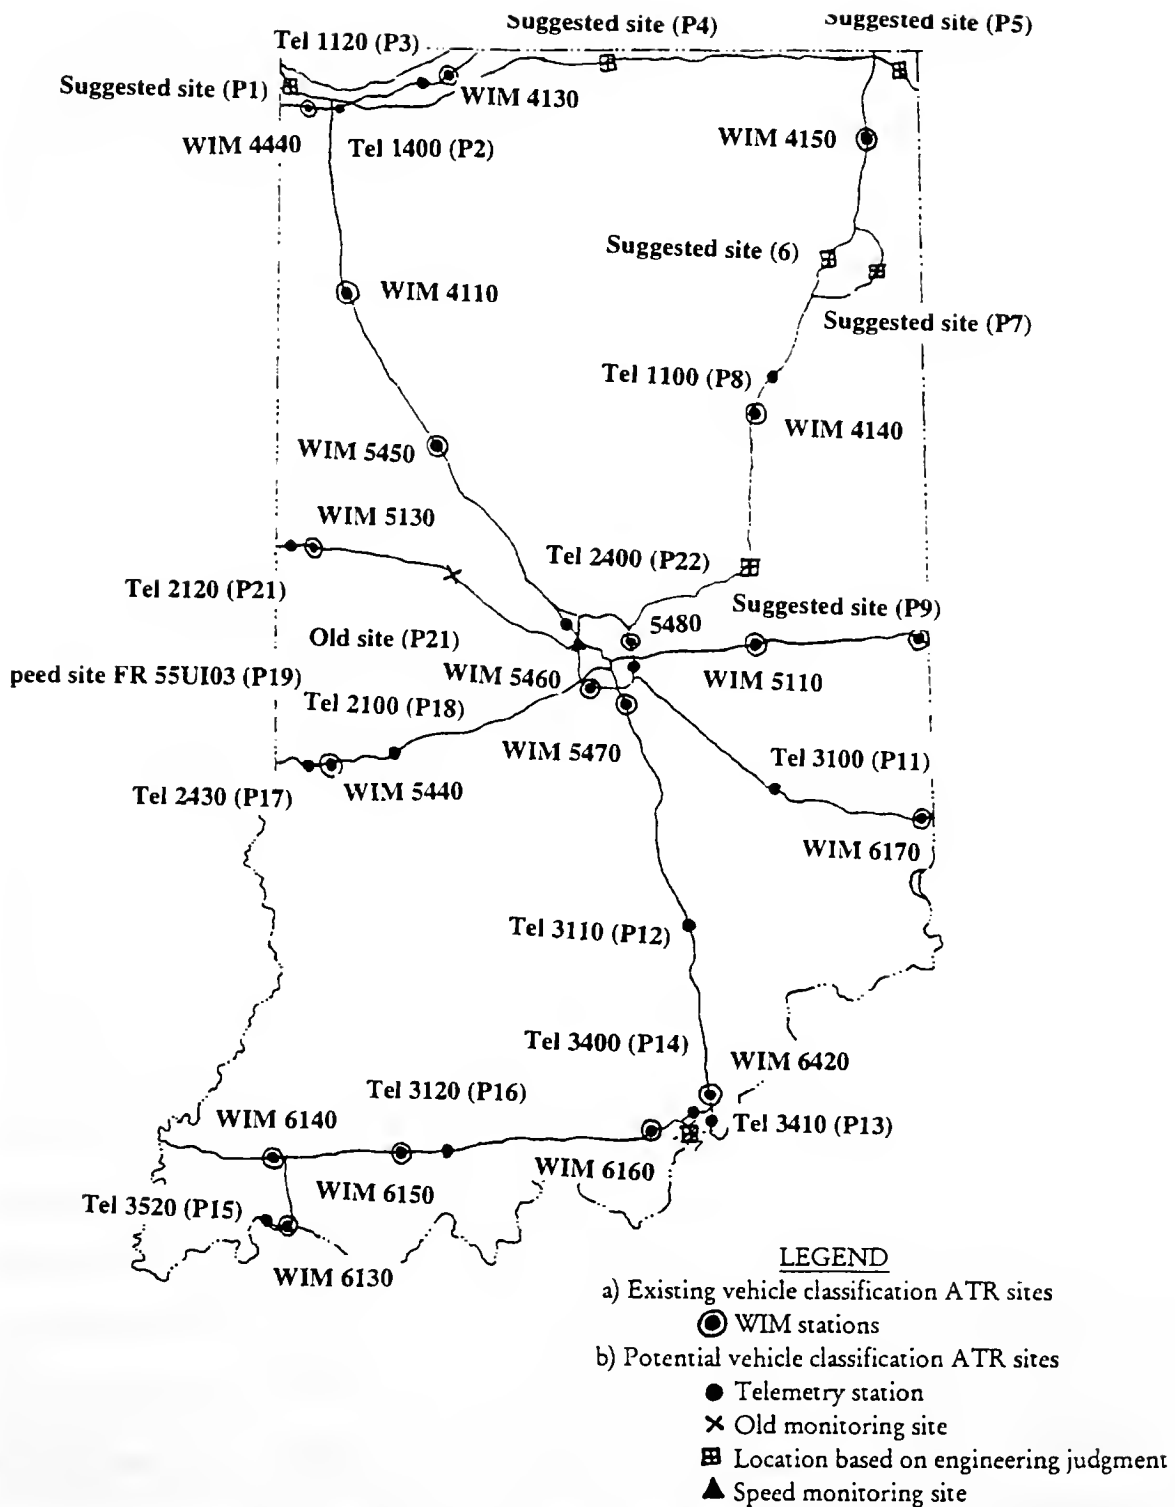 Suggested site (P4)
Suggested site (P5)
Tel 1120 (P3)
Suggested site (P1)
WIM 4130
WIM 4440
Tel 1400 (P2)
WIM 4150
Suggested site (6)
WIM 4110
Suggested site (P7)
Tel 1100 (P8)
WIM 4140
WIM 5450
WIM 5130
Tel 2400 (P22)
Tel 2120 (P21)
Suggested site (P9)
5480
Old site (P21)
WIM 5460
WIM 5110
peed site FR 55UI03 (P19)
Tel 2100 (P18)
WIM 5470
Tel 3100 (P11)
Tel 2430 (P17)
WIM 5440
WIM 6170
Tel 3110 (P12)
Tel 3400 (P14)
WIM 6420
Tel 3120 (P16)
WIM 6140
Tel 3410 (P13)
WIM 6160
WIM 6150
Tel 3520 (P15)
WIM 6130
LEGEND
a) Existing vehicle classification ATR sites
WIM stations
b) Potential vehicle classification ATR sites
Telemetry station
Old monitoring site
Location based on engineering judgment
Speed monitoring site